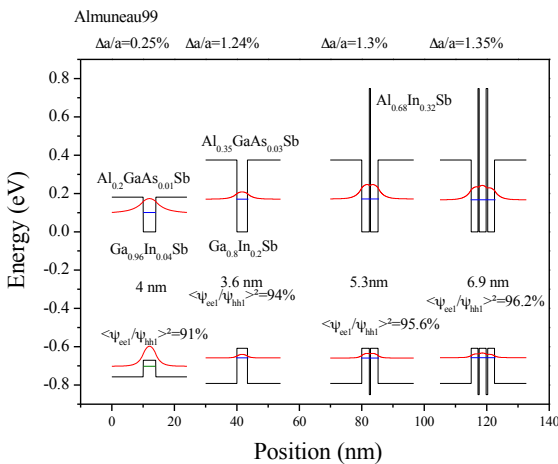 Almuneau99
Δa/a=0.25% Δa/a=1.24% Δa/a=1.3% Δa/a=1.35%
0.8
0.4
0.2
0.0
-0.2
-0.4
-0.6
-0.8
Energy (eV)
Al₀.₆₈In₀.₃₂Sb
Al₀.₃₅GaAs₀.₀₃Sb
Al₀.₂GaAs₀.₀₁Sb
Ga₀.₉₆In₀.₀₄Sb
Ga₀.₈In₀.₂Sb
4 nm
3.6 nm
5.3nm
6.9 nm
<ψee1/ψhh1>²=91%
<ψee1/ψhh1>²=94%
<ψee1/ψhh1>²=95.6%
<ψee1/ψhh1>²=96.2%
0 20 40 60 80 100 120 140
Position (nm)